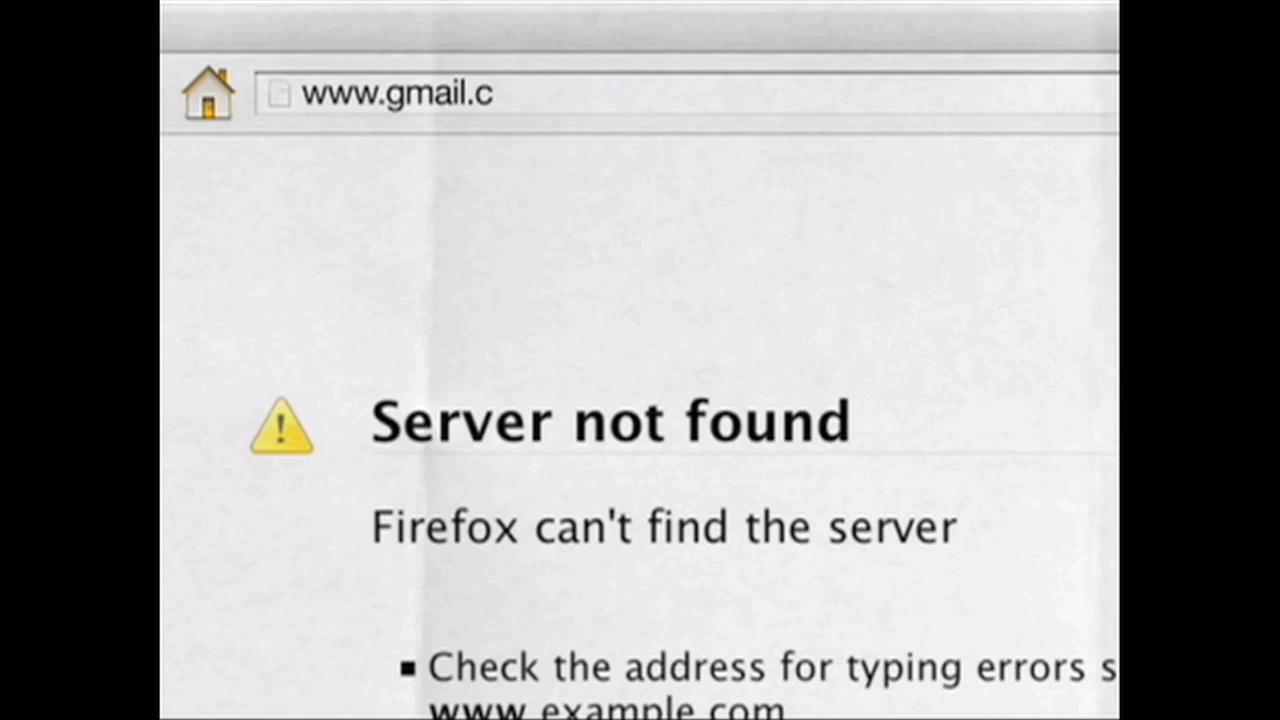 www.gmail.c
Server not found
Firefox can't find the server
Check the address for typing errors s
www.example.com